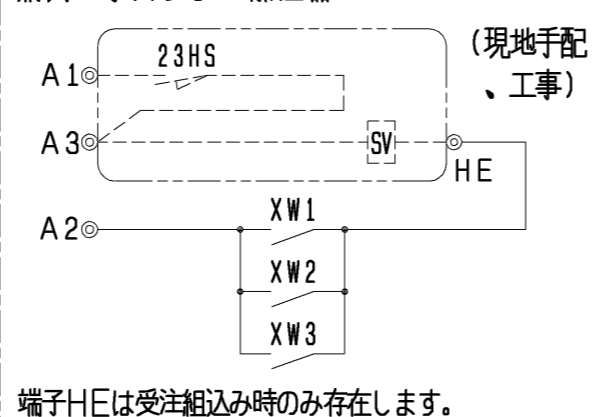 23HS
(現地手配
、工事)
A1
A3
SV
HE
A2
XW1
XW2
XW3
端子HEは受注組込み時のみ存在します。